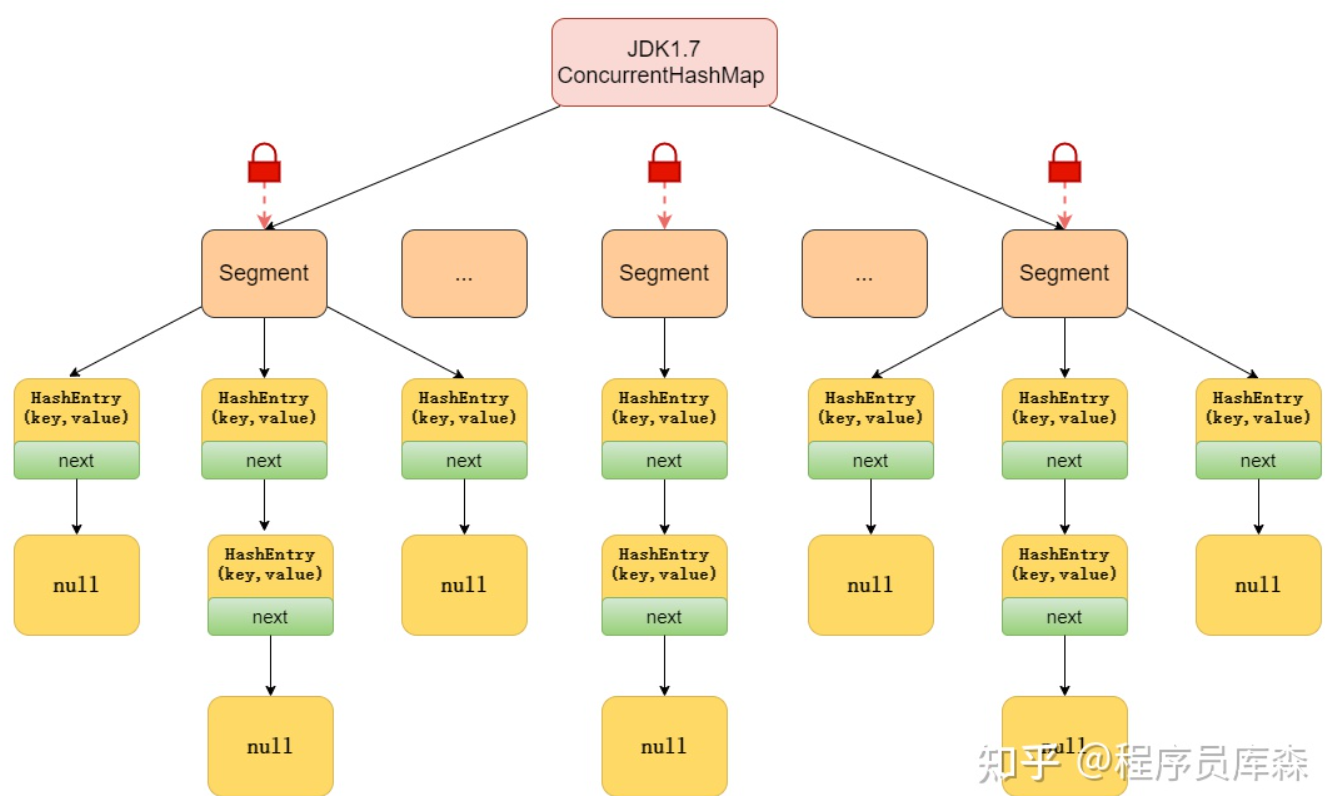 JDK1.7
ConcurrentHashMap
Segment
...
Segment
...
Segment
HashEntry
(key,value)
next
HashEntry
(key,value)
next
HashEntry
(key,value)
next
HashEntry
(key,value)
next
HashEntry
(key,value)
next
HashEntry
(key,value)
next
HashEntry
(key,value)
next
null
HashEntry
(key,value)
next
null
HashEntry
(key,value)
next
null
HashEntry
(key,value)
next
null
null
null
null
知乎 @程序员库森